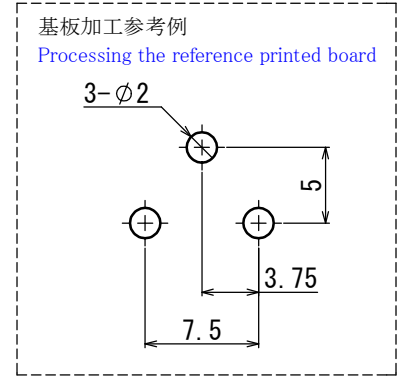 基板加工参考例
Processing the reference printed board
3-∅2
5
3.75
7.5